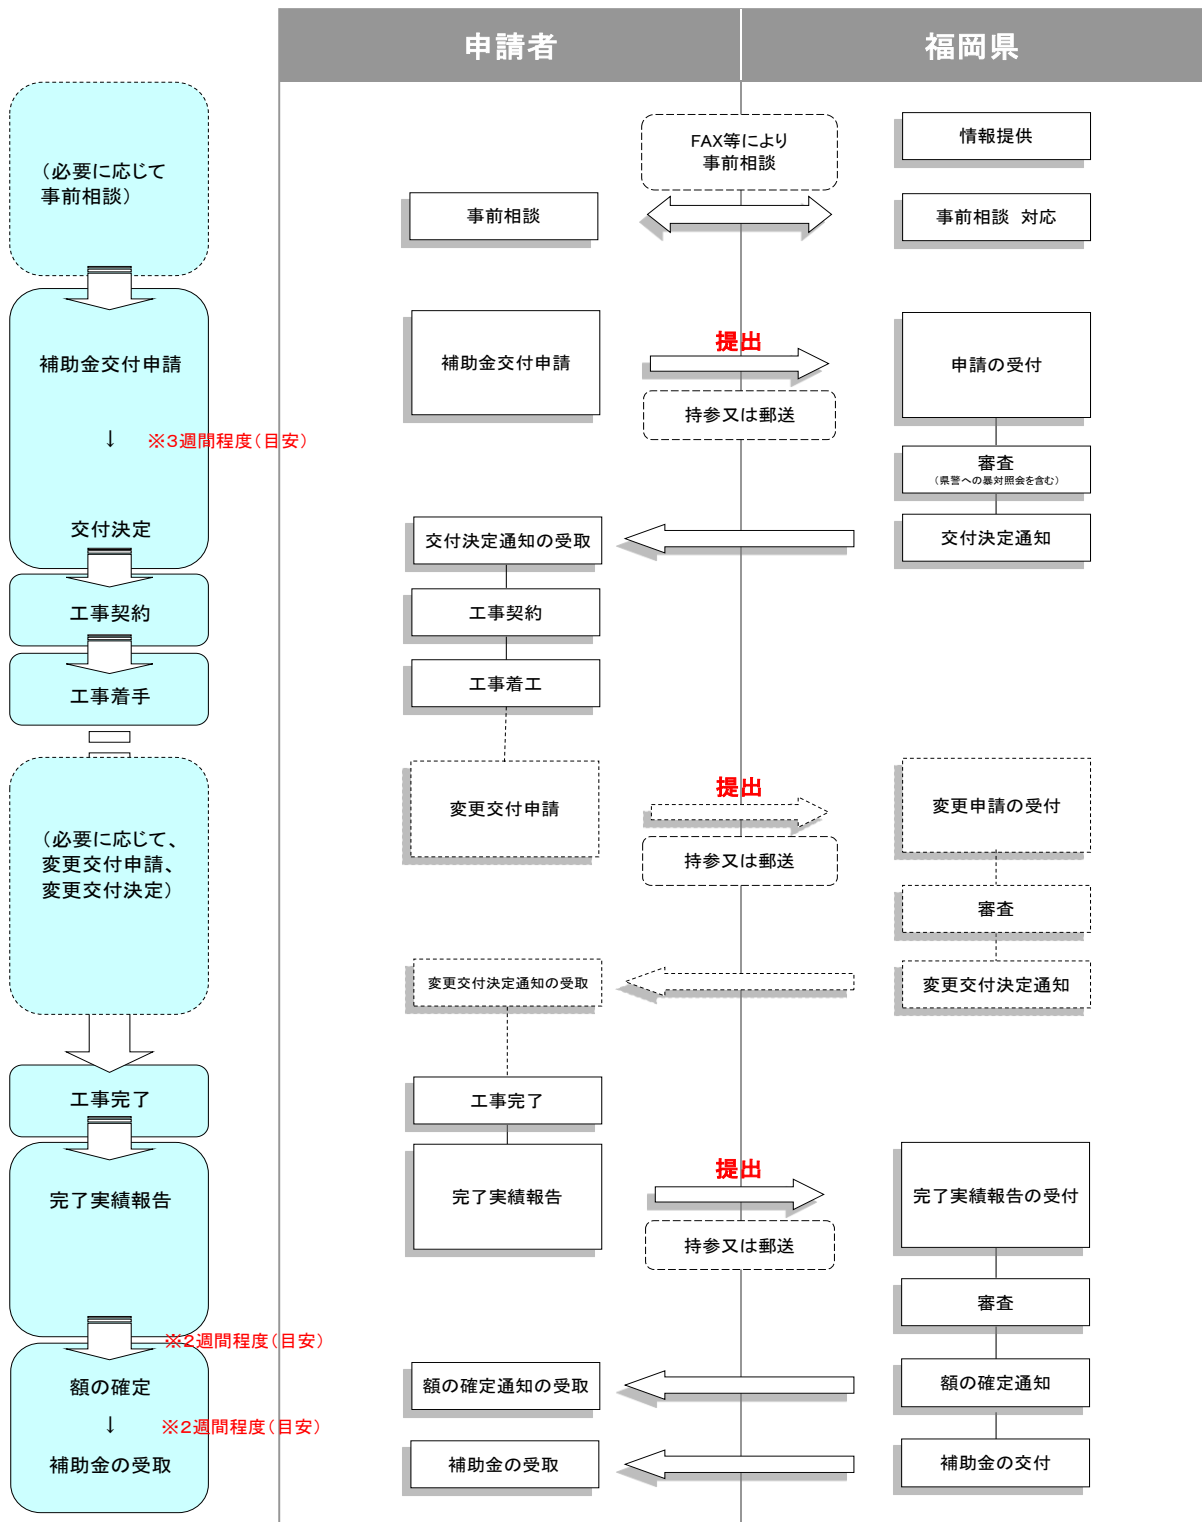 申請者
福岡県
（必要に応じて
事前相談）
FAX等により
事前相談
情報提供
事前相談
事前相談 対応
補助金交付申請
↓
※3週間程度（目安）
交付決定
補助金交付申請
提出
持参又は郵送
申請の受付
審査
（県警への暴対照会を含む）
交付決定通知の受取
交付決定通知
工事契約
工事契約
工事着手
工事着工
（必要に応じて、
変更交付申請、
変更交付決定）
変更交付申請
提出
持参又は郵送
変更申請の受付
審査
変更交付決定通知の受取
変更交付決定通知
工事完了
工事完了
完了実績報告
完了実績報告
提出
持参又は郵送
完了実績報告の受付
審査
※2週間程度（目安）
額の確定
↓
※2週間程度（目安）
補助金の受取
額の確定通知の受取
額の確定通知
補助金の受取
補助金の交付